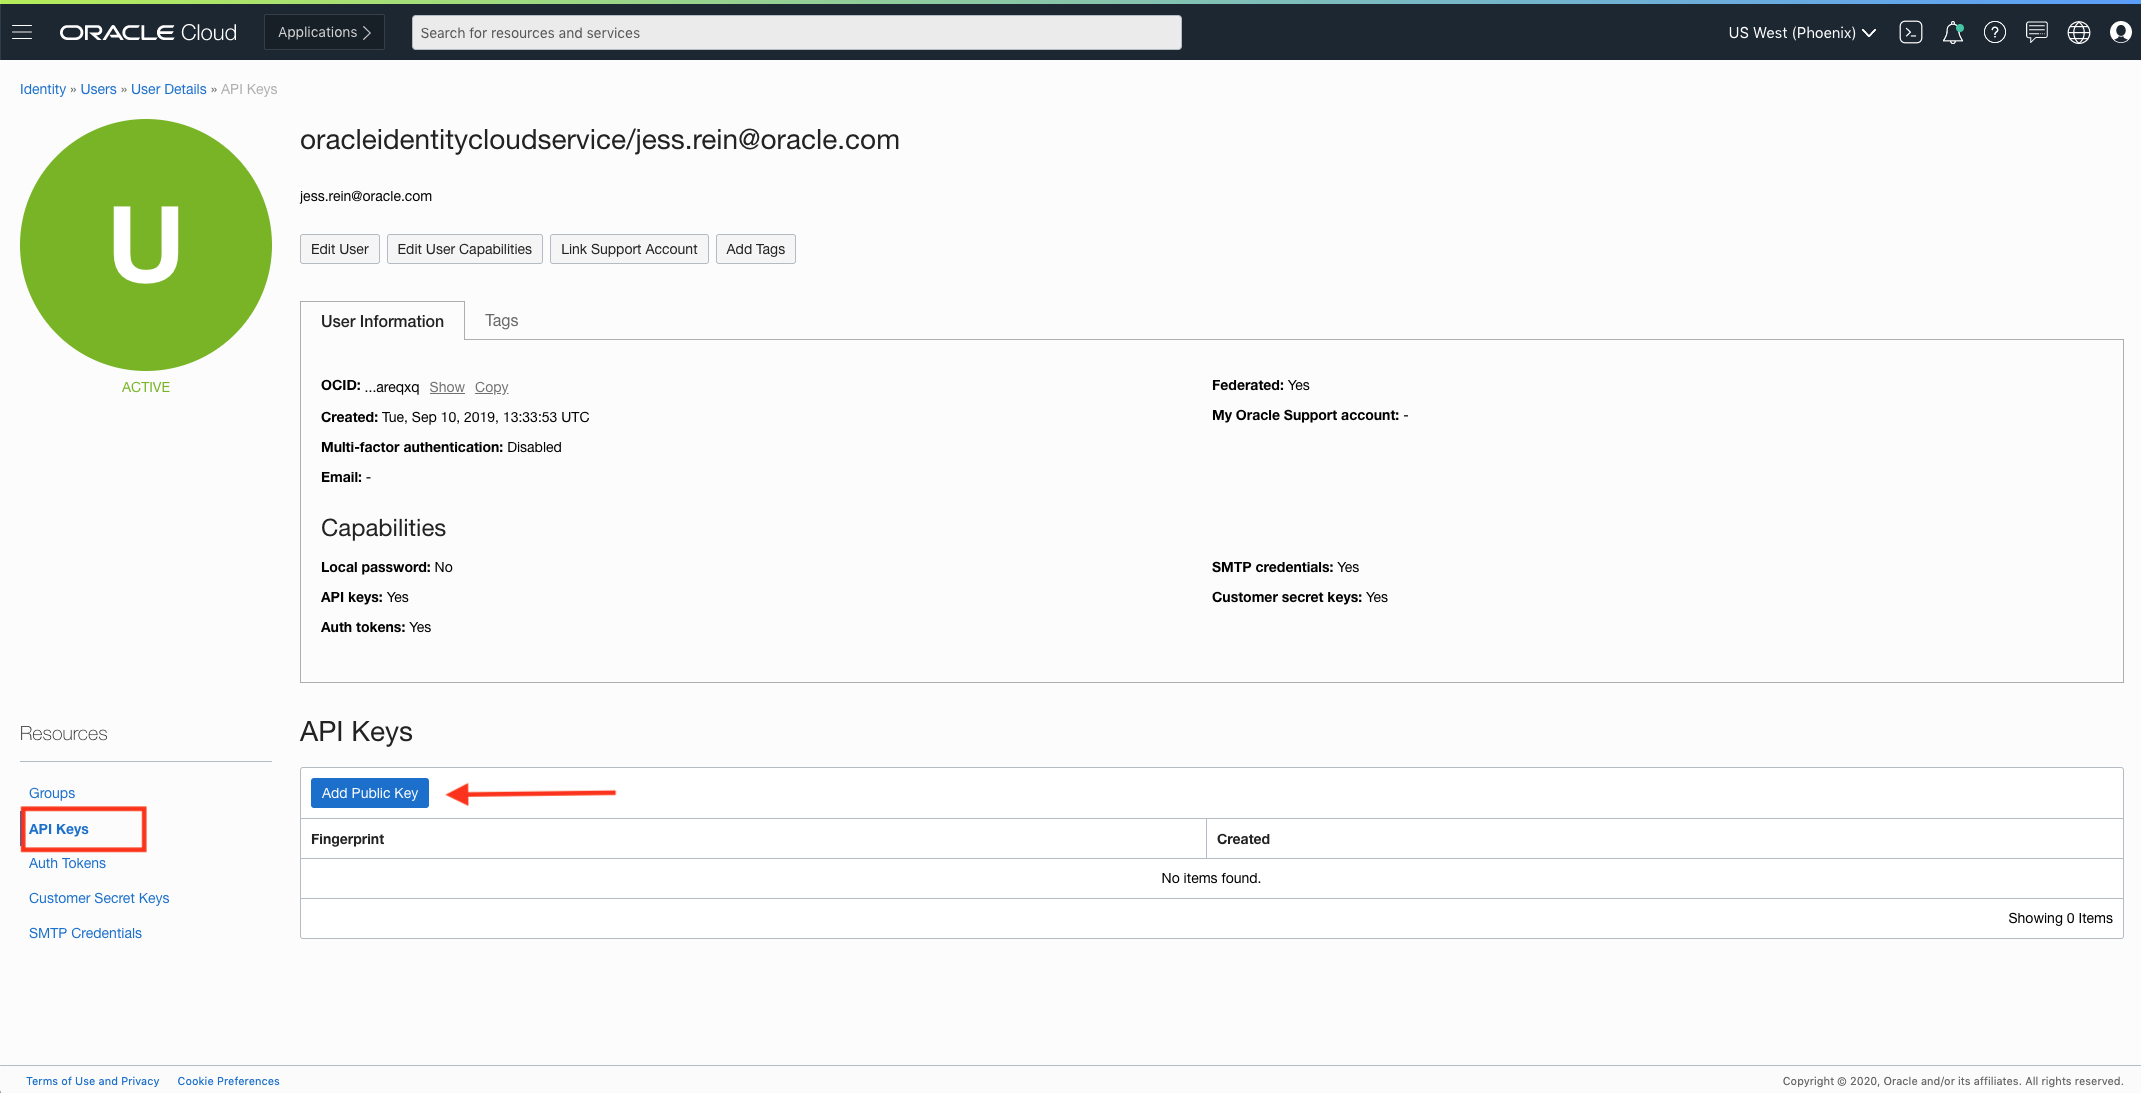 ORACLE Cloud
Applications
Search for resources and services
US West (Phoenix)
Identity » Users » User Details » API Keys
U
ACTIVE
oracleidentitycloudservice/jess.rein@oracle.com
jess.rein@oracle.com
Edit User
Edit User Capabilities
Link Support Account
Add Tags
User Information
Tags
OCID: ...areqxq Show Copy
Created: Tue, Sep 10, 2019, 13:33:53 UTC
Multi-factor authentication: Disabled
Email: -
Federated: Yes
My Oracle Support account: -
Capabilities
Local password: No
API keys: Yes
Auth tokens: Yes
SMTP credentials: Yes
Customer secret keys: Yes
Resources
Groups
API Keys
Auth Tokens
Customer Secret Keys
SMTP Credentials
API Keys
Add Public Key
Fingerprint
Created
No items found.
Showing 0 Items
Terms of Use and Privacy
Cookie Preferences
Copyright © 2020, Oracle and/or its affiliates. All rights reserved.